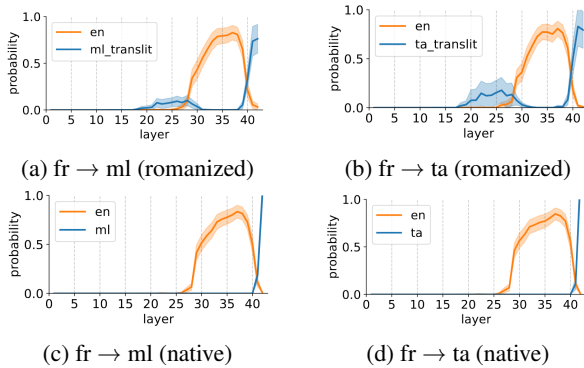 1.0
en
ml_translit
probability
0.5
0.0
0 5 10 15 20 25 30 35 40
layer
(a) fr → ml (romanized)
1.0
en
ta_translit
probability
0.5
0.0
0 5 10 15 20 25 30 35 40
layer
(b) fr → ta (romanized)
1.0
en
ml
probability
0.5
0.0
0 5 10 15 20 25 30 35 40
layer
(c) fr → ml (native)
1.0
en
ta
probability
0.5
0.0
0 5 10 15 20 25 30 35 40
layer
(d) fr → ta (native)